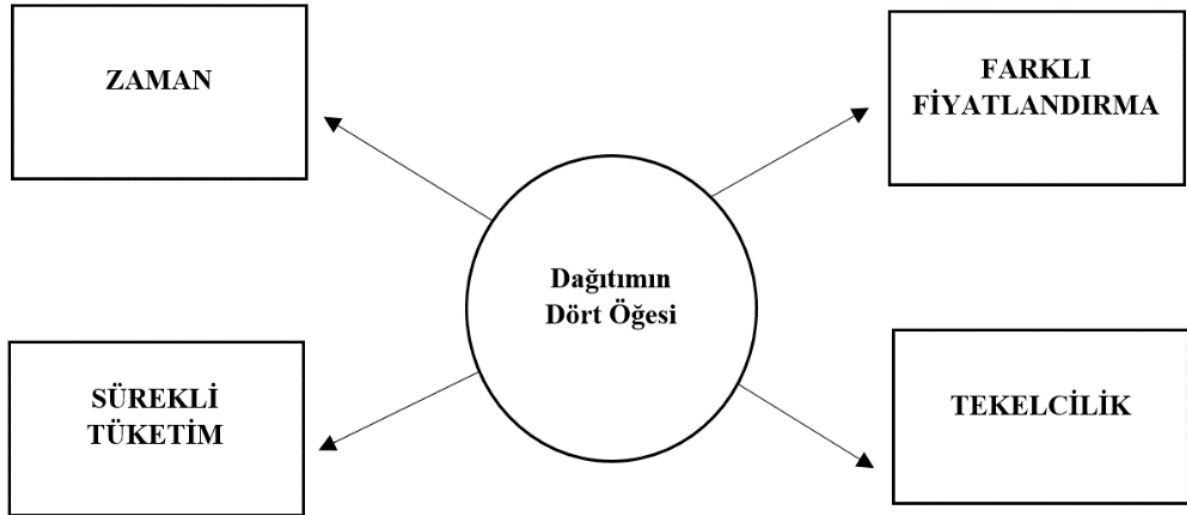 ZAMAN
FARKLI
FİYATLANDIRMA
Dağıtımın
Dört Öğesi
SÜREKLİ
TÜKETİM
TEKELCİLİK